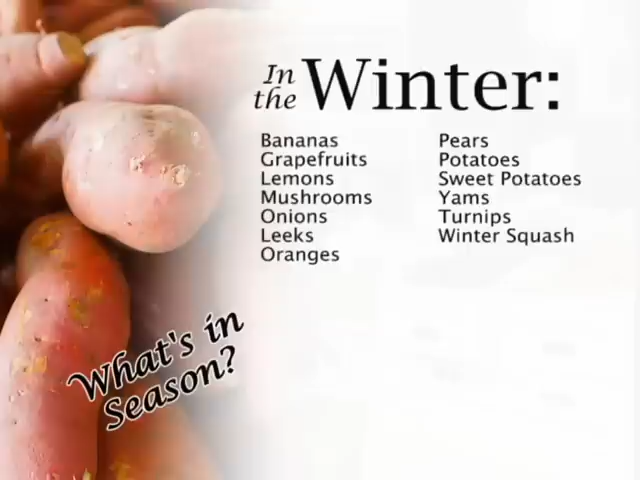 In
the Winter:
Bananas
Grapefruits
Lemons
Mushrooms
Onions
Leeks
Oranges
Pears
Potatoes
Sweet Potatoes
Yams
Turnips
Winter Squash
What's in
Season?